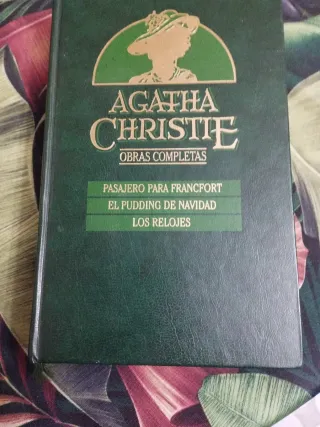 AGATHA
CHRISTIE
OBRAS COMPLETAS
PASAJERO PARA FRANCFORT
EL PUDDING DE NAVIDAD
LOS RELOJES